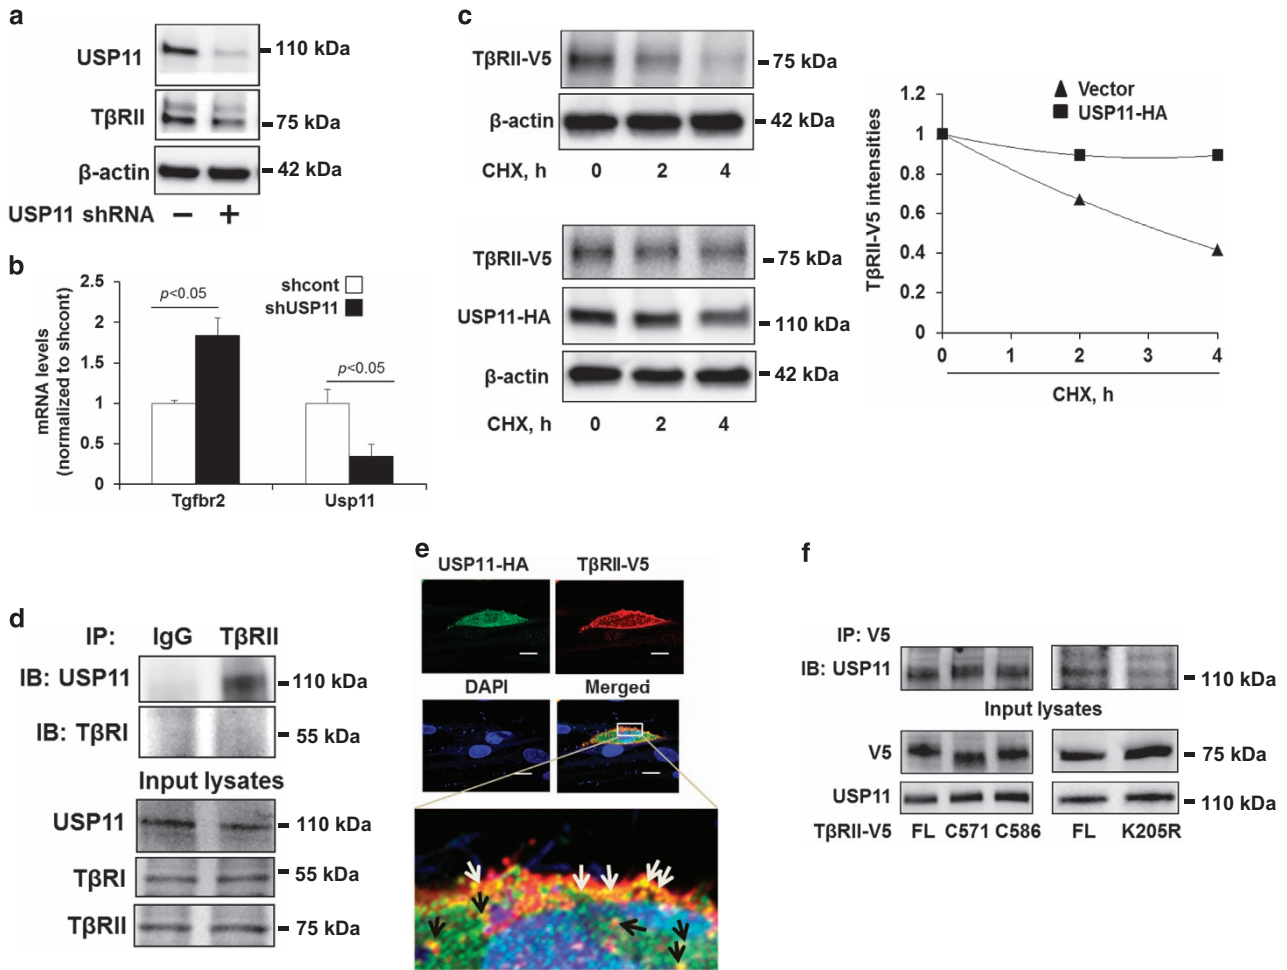 a
USP11
110 kDa
TβRII
75 kDa
β-actin
42 kDa
USP11 shRNA − +
b
mRNA levels
(normalized to shcont)
2.5
2
1.5
1
0.5
0
p<0.05
shcont
shUSP11
p<0.05
Tgfbr2 Usp11
c
TβRII-V5
75 kDa
β-actin
42 kDa
CHX, h 0 2 4
TβRII-V5
75 kDa
USP11-HA
110 kDa
β-actin
42 kDa
CHX, h 0 2 4
Vector
USP11-HA
TβRII-V5 intensities
1.2
1
0.8
0.6
0.4
0.2
0
0 1 2 3 4
CHX, h
d
IP: IgG TβRII
IB: USP11
110 kDa
IB: TβRI
55 kDa
Input lysates
USP11
110 kDa
TβRI
55 kDa
TβRII
75 kDa
e
USP11-HA TβRII-V5
DAPI Merged
f
IP: V5
IB: USP11
110 kDa
Input lysates
V5
75 kDa
USP11
110 kDa
TβRII-V5 FL C571 C586 FL K205R